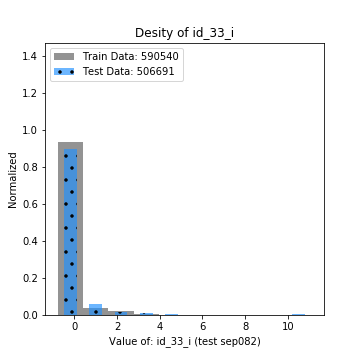 Desity of id_33_i
Train Data: 590540
Test Data: 506691
Normalized
1.4
1.2
1.0
0.8
0.6
0.4
0.2
0.0
0 2 4 6 8 10
Value of: id_33_i (test sep082)